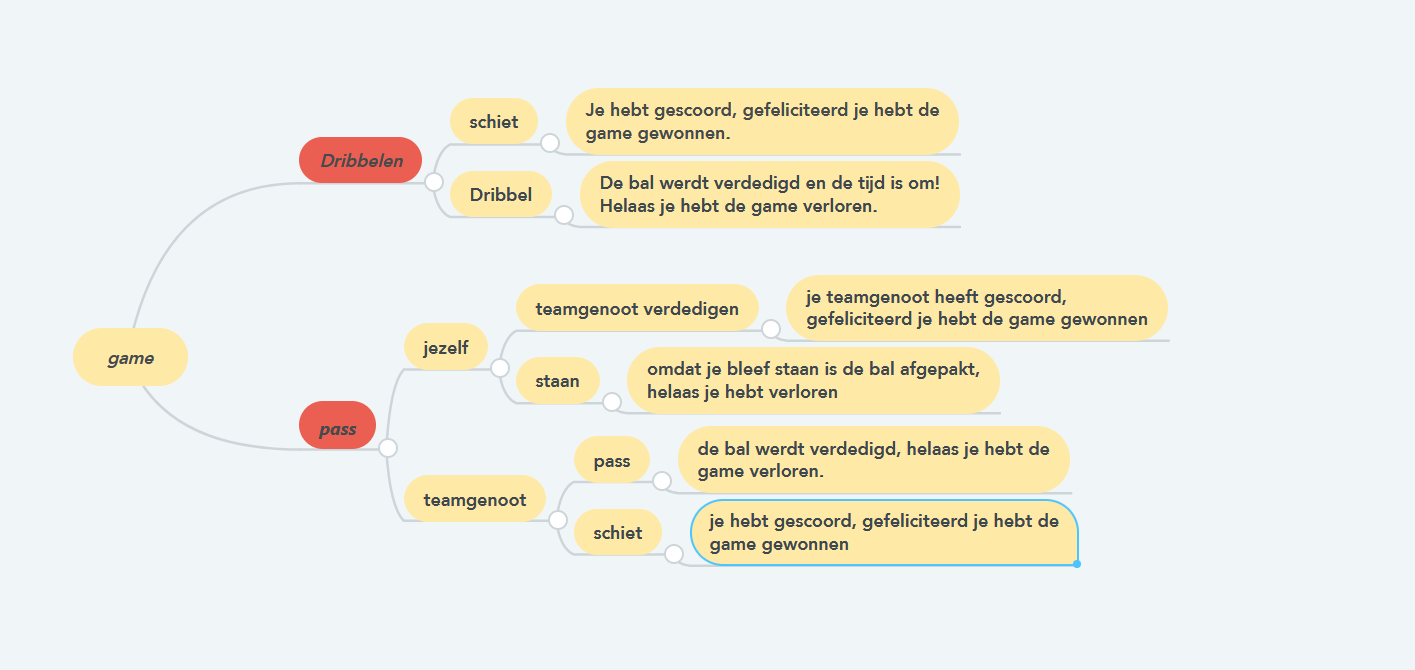 game
Dribbelen
schiet
Je hebt gescoord, gefeliciteerd je hebt de
game gewonnen.
Dribbel
De bal werdt verdedigd en de tijd is om!
Helaas je hebt de game verloren.
pass
jezelf
teamgenoot verdedigen
je teamgenoot heeft gescoord,
gefeliciteerd je hebt de game gewonnen
staan
omdat je bleef staan is de bal afgepakt,
helaas je hebt verloren
teamgenoot
pass
de bal werdt verdedigd, helaas je hebt de
game verloren.
schiet
je hebt gescoord, gefeliciteerd je hebt de
game gewonnen